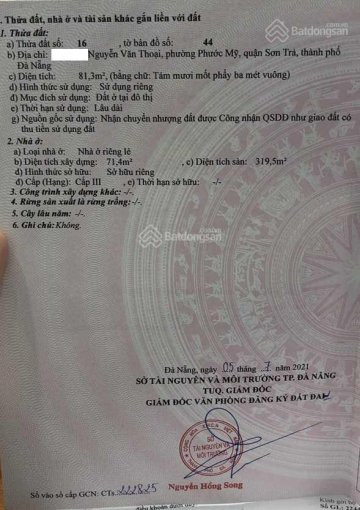 . Thửa đất, nhà ở và tài sản khác gắn liền với đất
1. Thửa đất:
a) Thửa đất số: 16 , tờ bản đồ số: 44
b) Địa chỉ: Nguyễn Văn Thoại, phường Phước Mỹ, quận Sơn Trà, thành phố
Đà Nẵng
c) Diện tích: 81,3m², (bằng chữ: Tám mươi mốt phẩy ba mét vuông)
d) Hình thức sử dụng: Sử dụng riêng
đ) Mục đích sử dụng: Đất ở tại đô thị
e) Thời hạn sử dụng: Lâu dài
g) Nguồn gốc sử dụng: Nhận chuyển nhượng đất được Công nhận QSDĐ như giao đất có
thu tiền sử dụng đất
2. Nhà ở:
a) Loại nhà ở: Nhà ở riêng lẻ
b) Diện tích xây dựng: 71,4m², c) Diện tích sàn: 319,5m²
d) Hình thức sở hữu: Sở hữu riêng
đ) Cấp (Hạng): Cấp III , e) Thời hạn sở hữu: -/-
3. Công trình xây dựng khác: -/-
4. Rừng sản xuất là rừng trồng: -/-
5. Cây lâu năm: -/-
6. Ghi chú: Không.
Batdongsan
.com.vn
Batdongsan
.com.vn
Đà Nẵng, ngày 05 tháng 7 năm 2021
SỞ TÀI NGUYÊN VÀ MÔI TRƯỜNG TP. ĐÀ NẴNG
TUQ. GIÁM ĐỐC
GIÁM ĐỐC VĂN PHÒNG ĐĂNG KÝ ĐẤT ĐAI
SỞ
TÀI NGUYÊN VÀ
MÔI TRƯỜNG
Nguyễn Hồng Song
Số vào sổ cấp GCN: CTs 222825